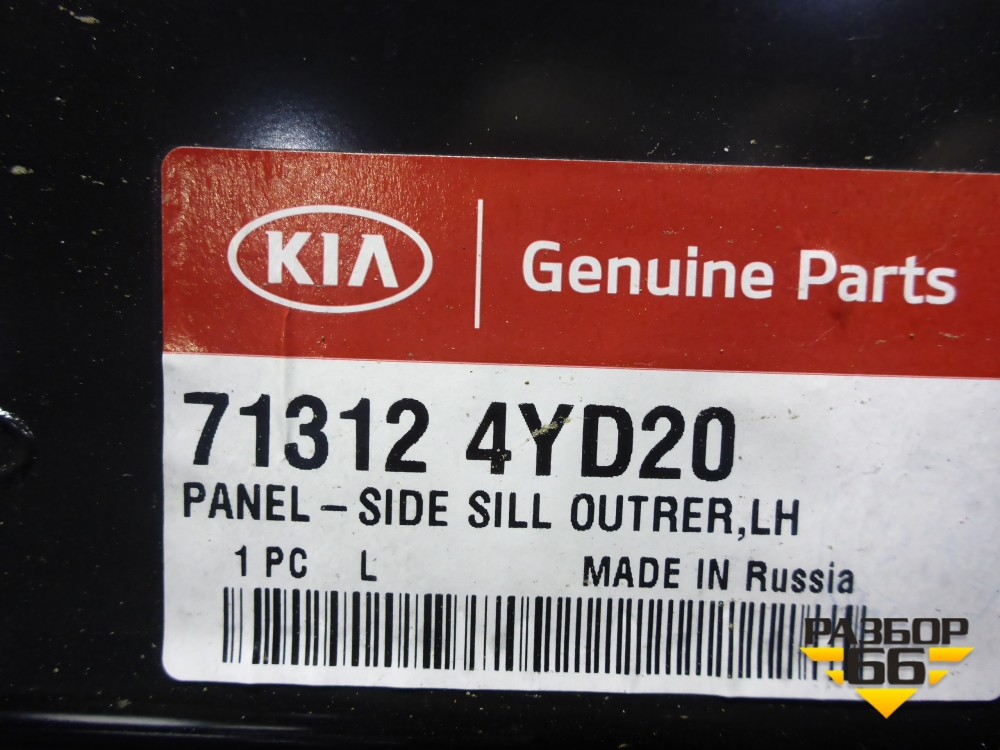 KIA
Genuine Parts
71312 4YD20
PANEL-SIDE SILL OUTRER,LH
1 PC L MADE IN Russia
РАЗБОР
66